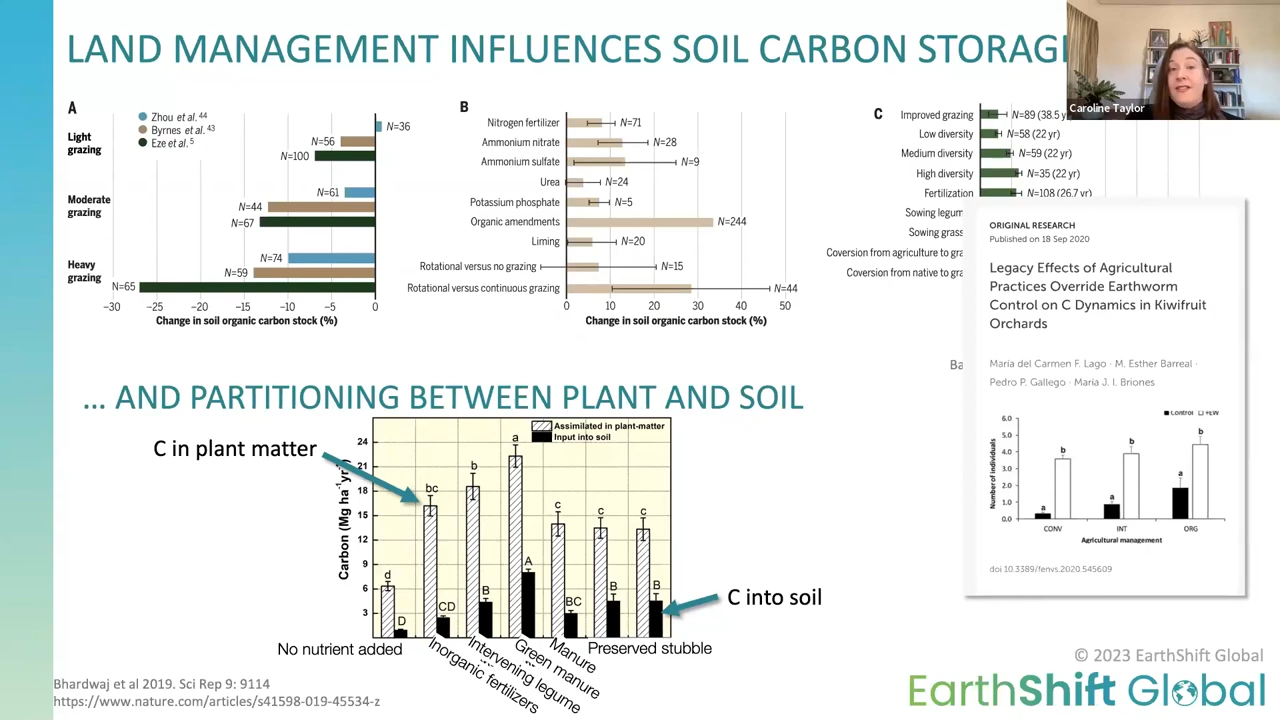 LAND MANAGEMENT INFLUENCES SOIL CARBON STORAG
Caroline Taylor
A
Zhou et al. 44
Byrnes et al. 43
Eze et al. 5
Light
grazing
N=36
N=56
N=100
Moderate
grazing
N=61
N=44
N=67
Heavy
grazing
N=74
N=59
N=65
−30 −25 −20 −15 −10 −5 0
Change in soil organic carbon stock (%)
B
Nitrogen fertilizer N=71
Ammonium nitrate N=28
Ammonium sulfate N=9
Urea N=24
Potassium phosphate N=5
Organic amendments N=244
Liming N=20
Rotational versus no grazing N=15
Rotational versus continuous grazing N=44
0 10 20 30 40 50
Change in soil organic carbon stock (%)
C
Improved grazing N=89 (38.5 y
Low diversity N=58 (22 yr)
Medium diversity N=59 (22 yr)
High diversity N=35 (22 yr)
Fertilization N=108 (26.7 yr)
Sowing legum
Sowing grass
Coversion from agriculture to gra
Coversion from native to gra
Ba
ORIGINAL RESEARCH
Published on 18 Sep 2020
Legacy Effects of Agricultural
Practices Override Earthworm
Control on C Dynamics in Kiwifruit
Orchards
María del Carmen F. Lago · M. Esther Barreal ·
Pedro P. Gallego · María J. I. Briones
Control +EW
Number of individuals
6.0
5.0
4.0
3.0
2.0
1.0
0.0
a b a b a b
CONV INT ORG
Agricultural management
doi 10.3389/fenvs.2020.545609
... AND PARTITIONING BETWEEN PLANT AND SOIL
C in plant matter
Assimilated in plant-matter
Input into soil
Carbon (Mg ha-1yr
24
21
18
15
12
9
6
3
d bc b a c c c
D CD B A BC B B
C into soil
No nutrient added
Inorganic fertilizers
Intervening legume
Green manure
Manure
Preserved stubble
Bhardwaj et al 2019. Sci Rep 9: 9114
https://www.nature.com/articles/s41598-019-45534-z
© 2023 EarthShift Global
EarthShift Global